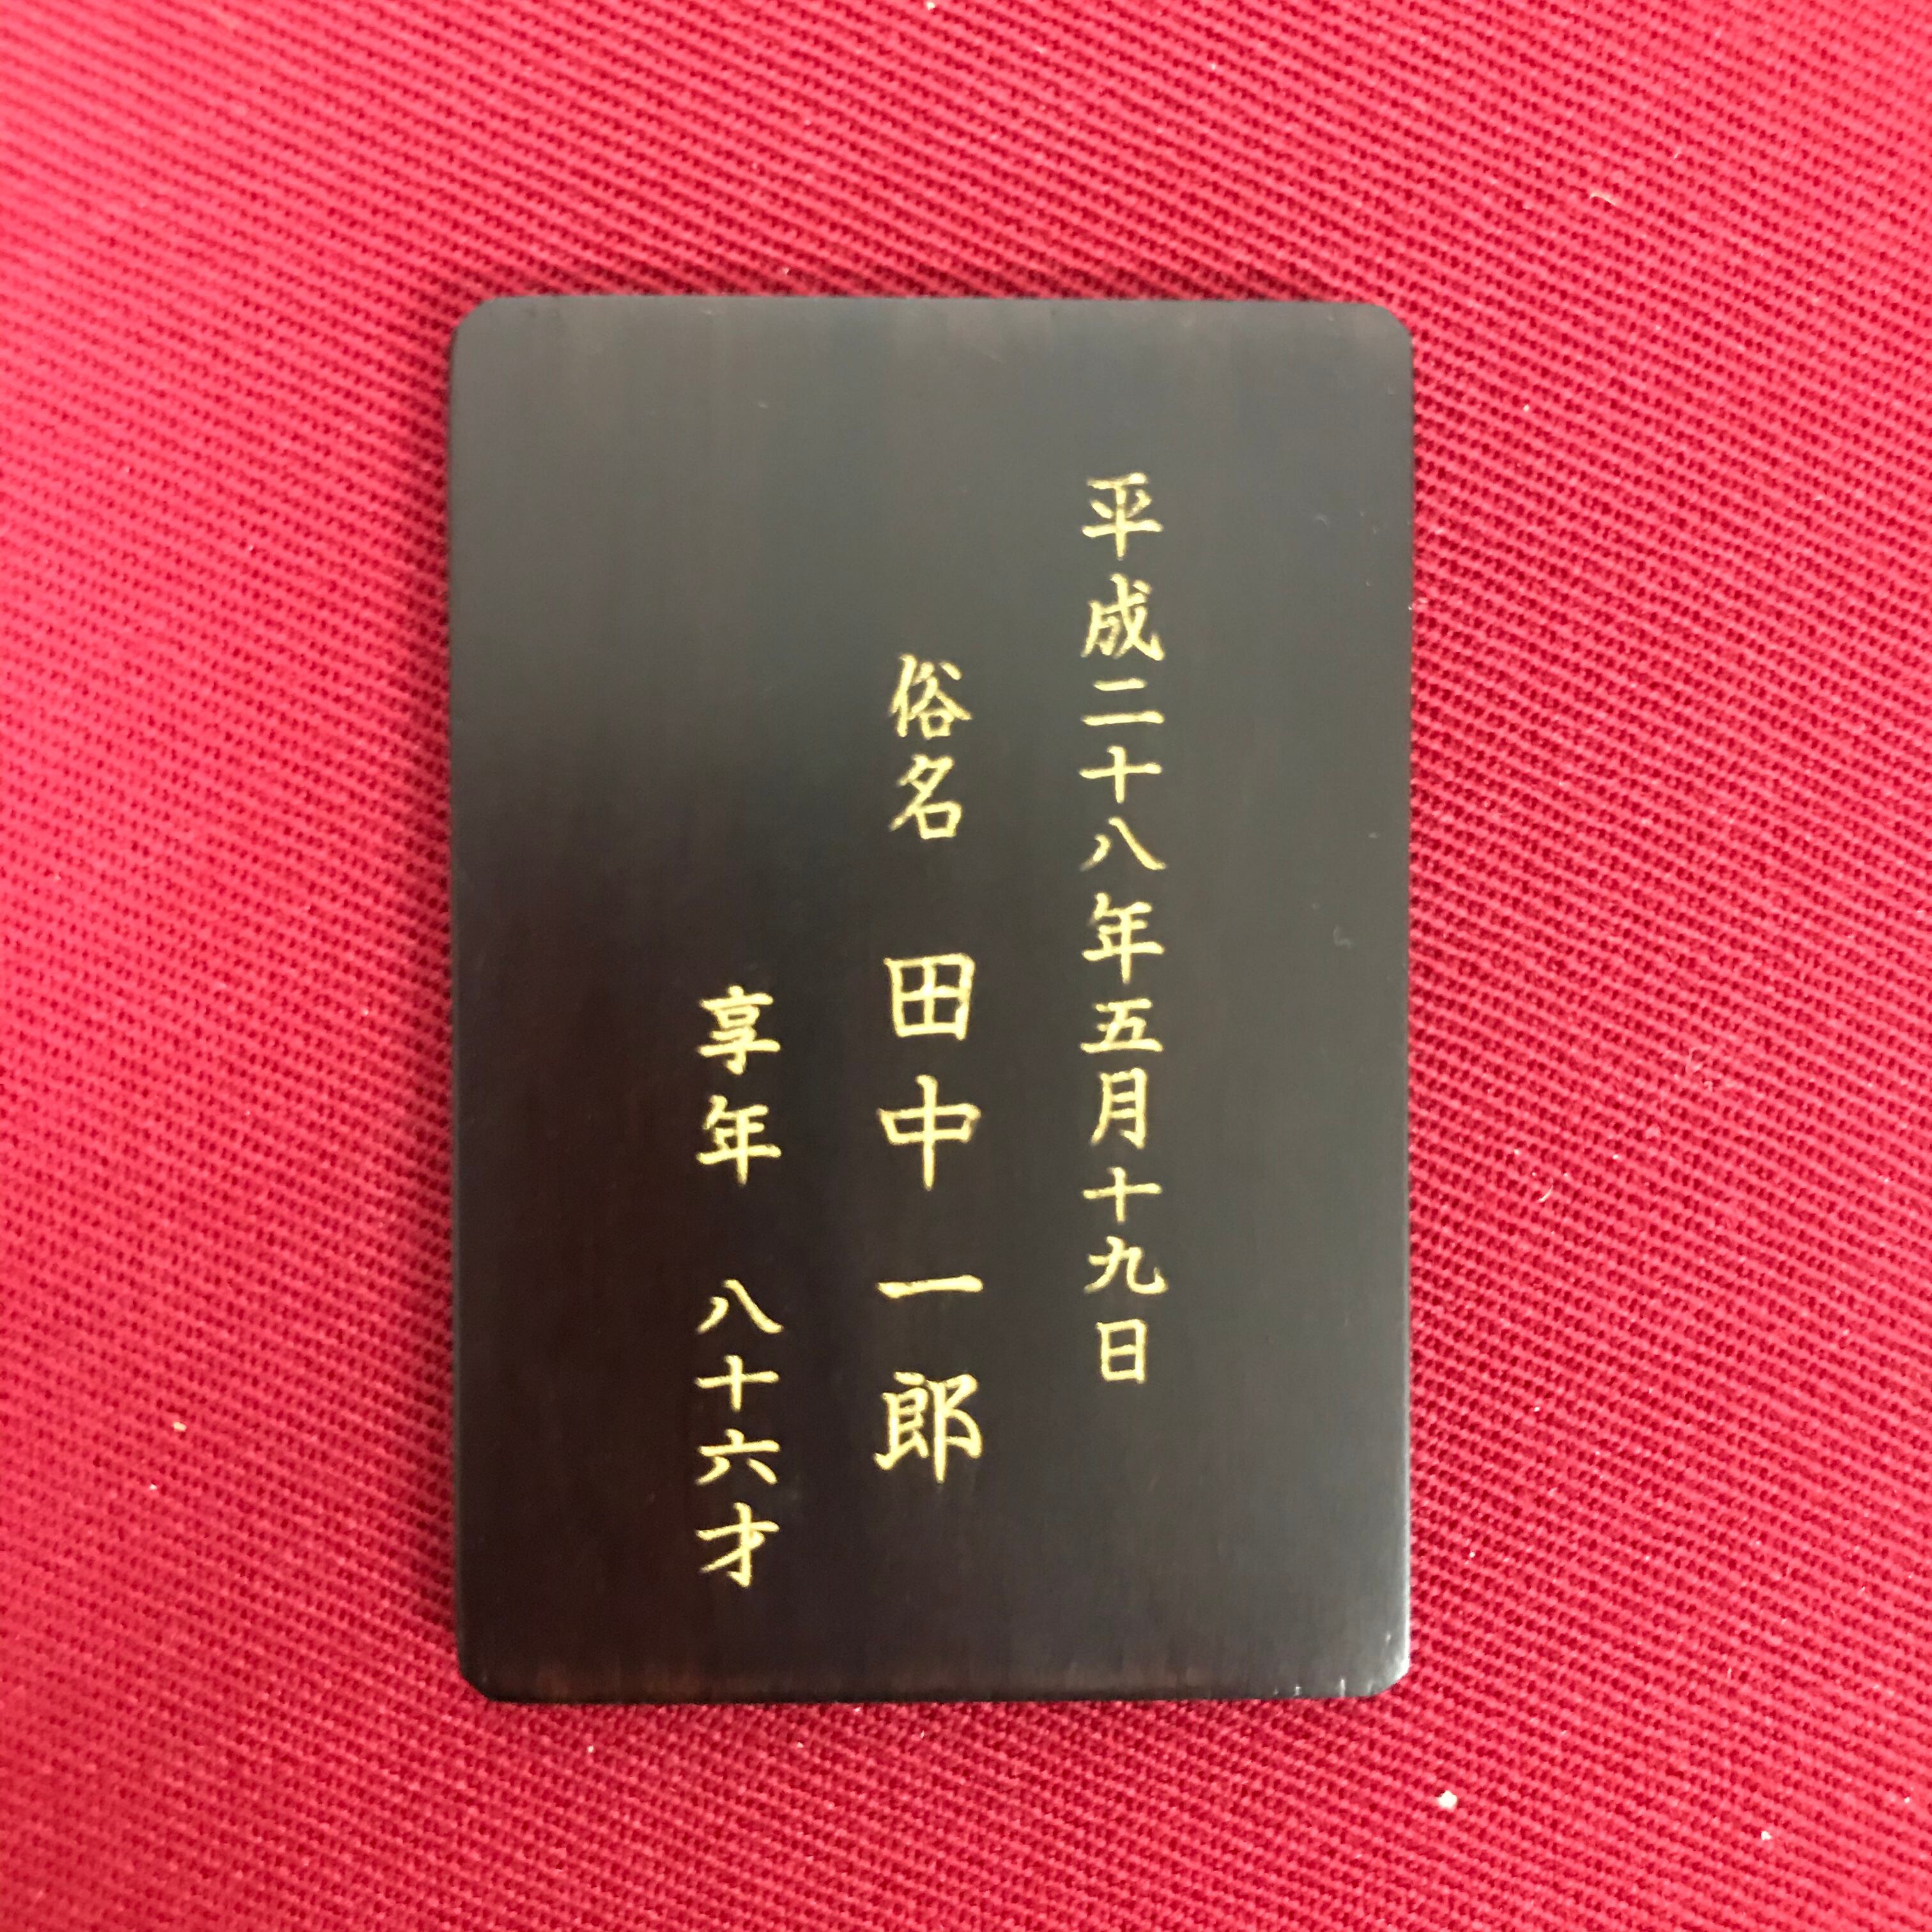 平成二十八年五月十九日
俗名 田中一郎
享年 八十六才